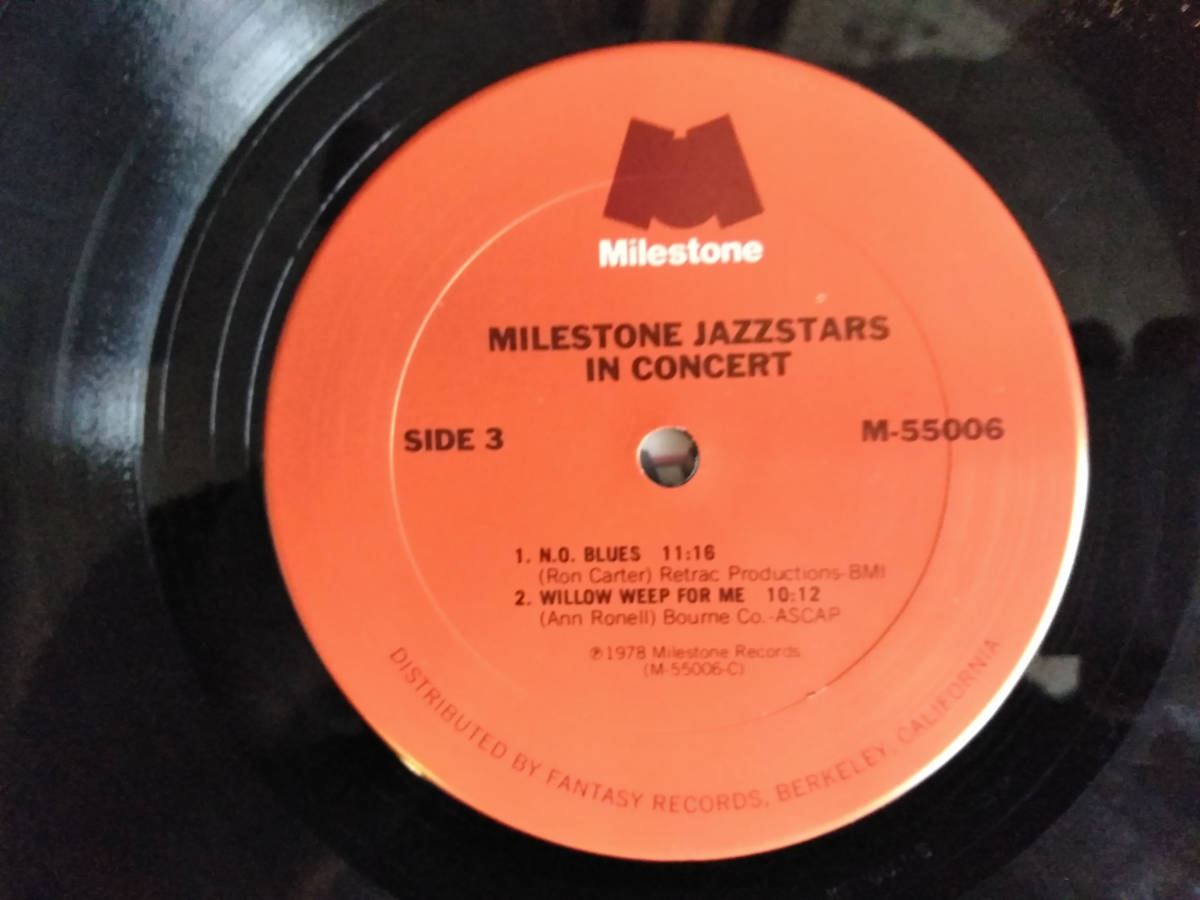 Milestone
MILESTONE JAZZSTARS
IN CONCERT
SIDE 3
M-55006
1. N.O. BLUES 11:16
(Ron Carter) Retrac Productions-BMI
2. WILLOW WEEP FOR ME 10:12
(Ann Ronell) Bourne Co.-ASCAP
℗1978 Milestone Records
(M-55006-C)
DISTRIBUTED BY FANTASY RECORDS, BERKELEY, CALIFORNIA